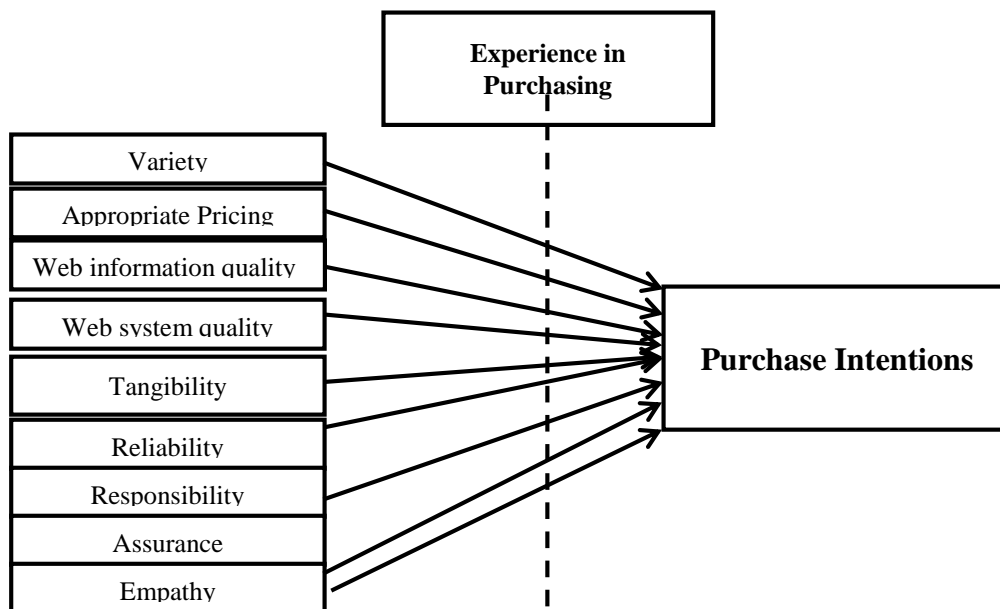 Experience in
Purchasing
Variety
Appropriate Pricing
Web information quality
Web system quality
Tangibility
Reliability
Responsibility
Assurance
Empathy
Purchase Intentions